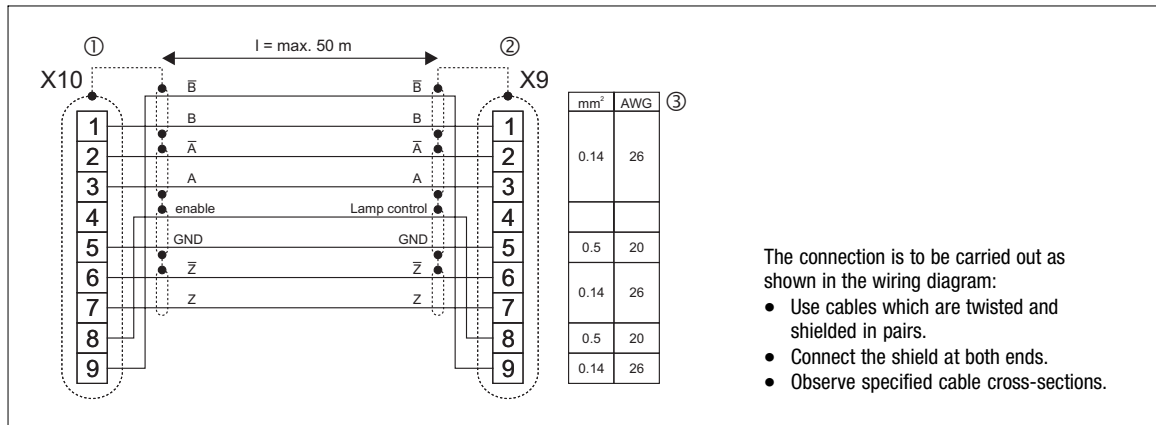 ① l = max. 50 m ②
X10 X9
B̅ B̅
mm² AWG ③
1 B B 1
2 A̅ A̅ 2
0.14 26
3 A A 3
4 enable Lamp control 4
5 GND GND 5
0.5 20
6 Z̅ Z̅ 6
0.14 26
7 Z Z 7
8 8
0.5 20
9 9
0.14 26
The connection is to be carried out as
shown in the wiring diagram:
• Use cables which are twisted and
shielded in pairs.
• Connect the shield at both ends.
• Observe specified cable cross-sections.